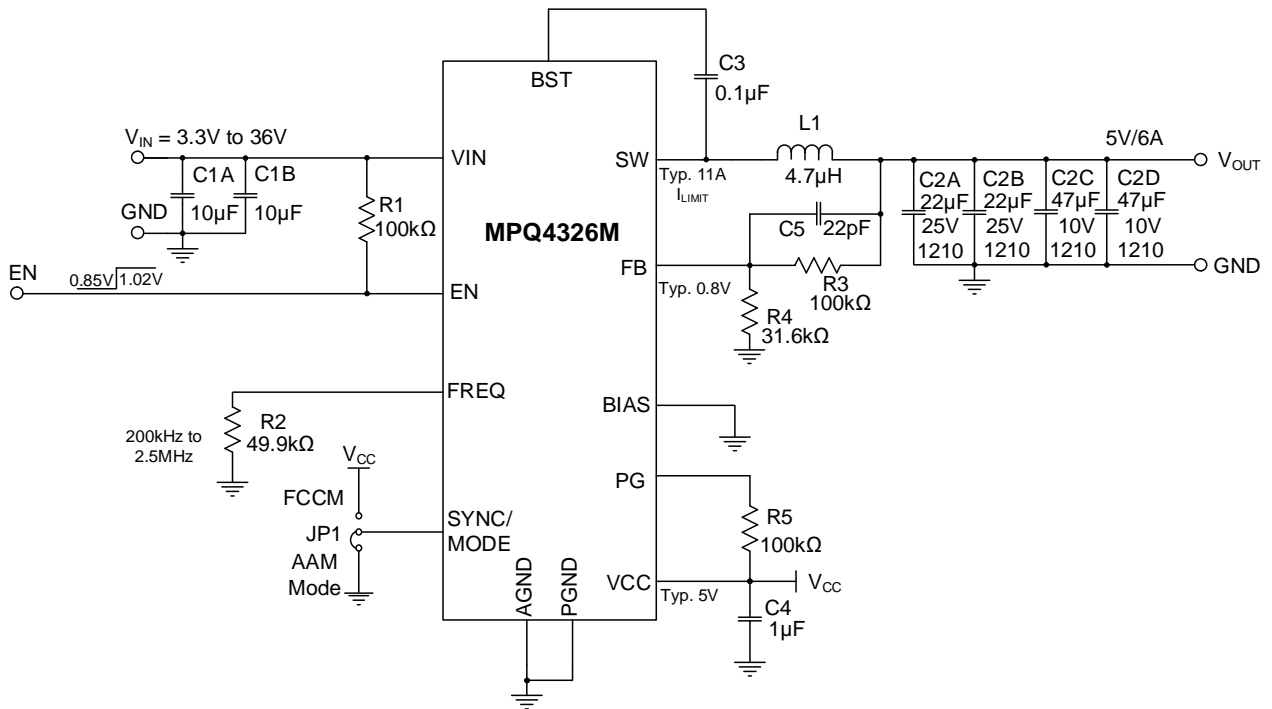 BST
C3
0.1µF
V_IN = 3.3V to 36V
VIN
C1A
10µF
C1B
10µF
GND
R1
100kΩ
MPQ4326M
SW
Typ. 11A
I_LIMIT
L1
4.7µH
5V/6A
V_OUT
C2A
22µF
25V
1210
C2B
22µF
25V
1210
C2C
47µF
10V
1210
C2D
47µF
10V
1210
GND
C5
22pF
FB
Typ. 0.8V
R3
100kΩ
R4
31.6kΩ
EN
0.85V
1.02V
EN
FREQ
R2
49.9kΩ
200kHz to
2.5MHz
BIAS
V_CC
FCCM
JP1
AAM
Mode
SYNC/
MODE
PG
R5
100kΩ
VCC
Typ. 5V
V_CC
C4
1µF
AGND
PGND